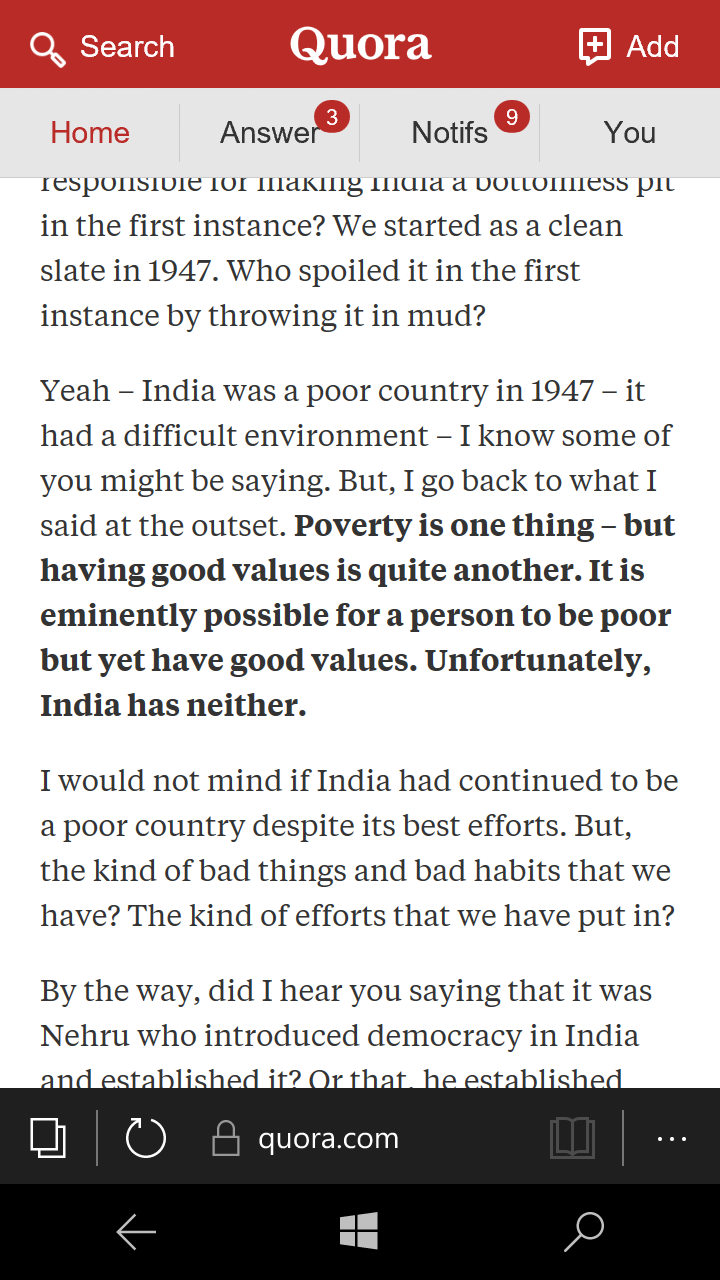 Search
Quora
Add
Home
Answer
3
Notifs
9
You
responsible for making India a bottomless pit
in the first instance? We started as a clean
slate in 1947. Who spoiled it in the first
instance by throwing it in mud?
Yeah – India was a poor country in 1947 – it
had a difficult environment – I know some of
you might be saying. But, I go back to what I
said at the outset. Poverty is one thing – but
having good values is quite another. It is
eminently possible for a person to be poor
but yet have good values. Unfortunately,
India has neither.
I would not mind if India had continued to be
a poor country despite its best efforts. But,
the kind of bad things and bad habits that we
have? The kind of efforts that we have put in?
By the way, did I hear you saying that it was
Nehru who introduced democracy in India
and established it? Or that, he established
quora.com